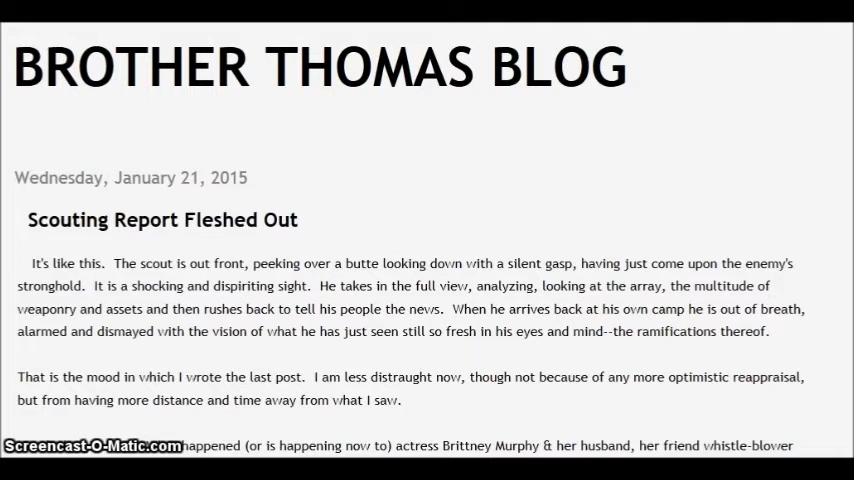 BROTHER THOMAS BLOG
Wednesday, January 21, 2015
Scouting Report Fleshed Out
It's like this. The scout is out front, peeking over a butte looking down with a silent gasp, having just come upon the enemy's
stronghold. It is a shocking and dispiriting sight. He takes in the full view, analyzing, looking at the array, the multitude of
weaponry and assets and then rushes back to tell his people the news. When he arrives back at his own camp he is out of breath,
alarmed and dismayed with the vision of what he has just seen still so fresh in his eyes and mind--the ramifications thereof.
That is the mood in which I wrote the last post. I am less distraught now, though not because of any more optimistic reappraisal,
but from having more distance and time away from what I saw.
Screencast-O-Matic.com happened (or is happening now to) actress Brittney Murphy & her husband, her friend whistle-blower